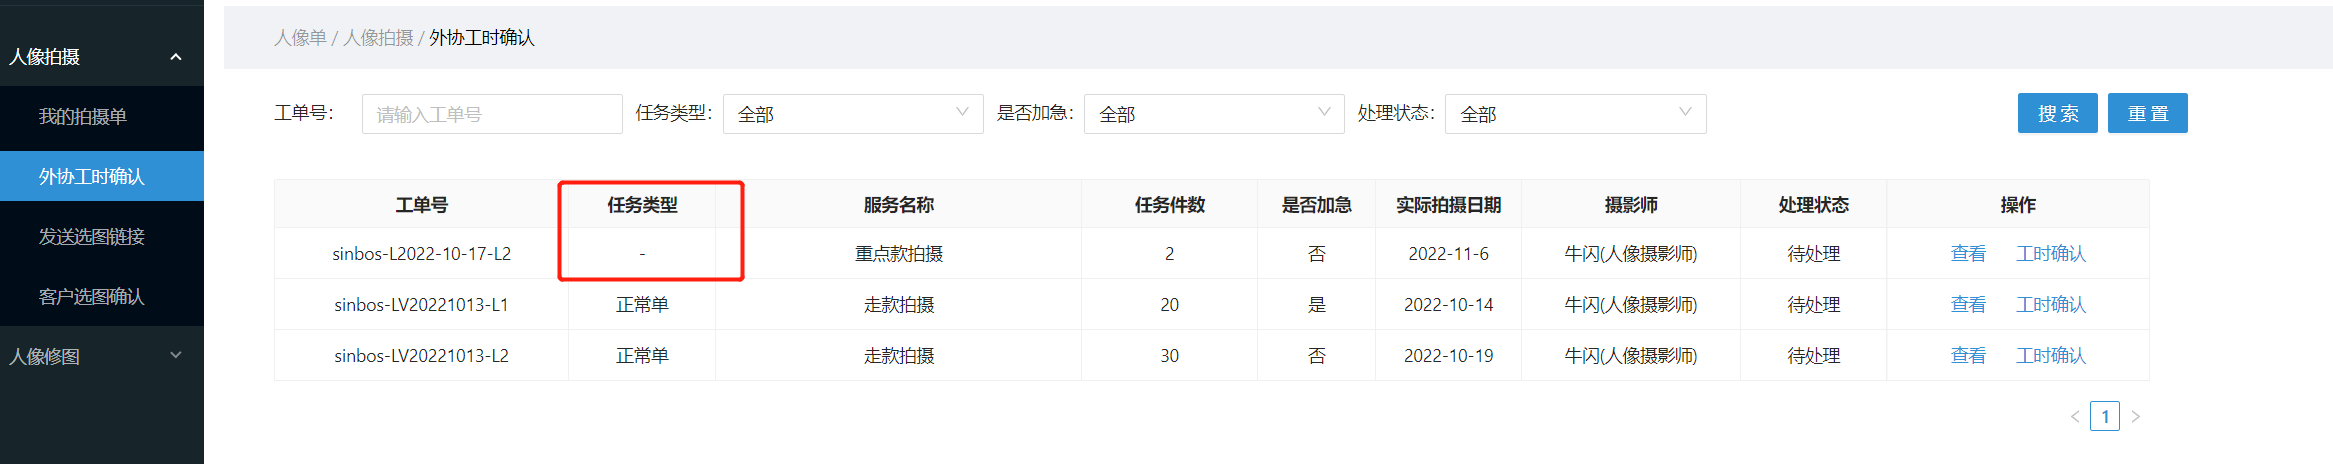 人像拍摄
我的拍摄单
外协工时确认
发送选图链接
客户选图确认
人像修图
人像单 / 人像拍摄 / 外协工时确认
工单号： 请输入工单号 任务类型： 全部 是否加急： 全部 处理状态： 全部 搜索 重置
工单号 任务类型 服务名称 任务件数 是否加急 实际拍摄日期 摄影师 处理状态 操作
sinbos-L2022-10-17-L2 - 重点款拍摄 2 否 2022-11-6 牛闪(人像摄影师) 待处理 查看 工时确认
sinbos-LV20221013-L1 正常单 走款拍摄 20 是 2022-10-14 牛闪(人像摄影师) 待处理 查看 工时确认
sinbos-LV20221013-L2 正常单 走款拍摄 30 否 2022-10-19 牛闪(人像摄影师) 待处理 查看 工时确认
< 1 >